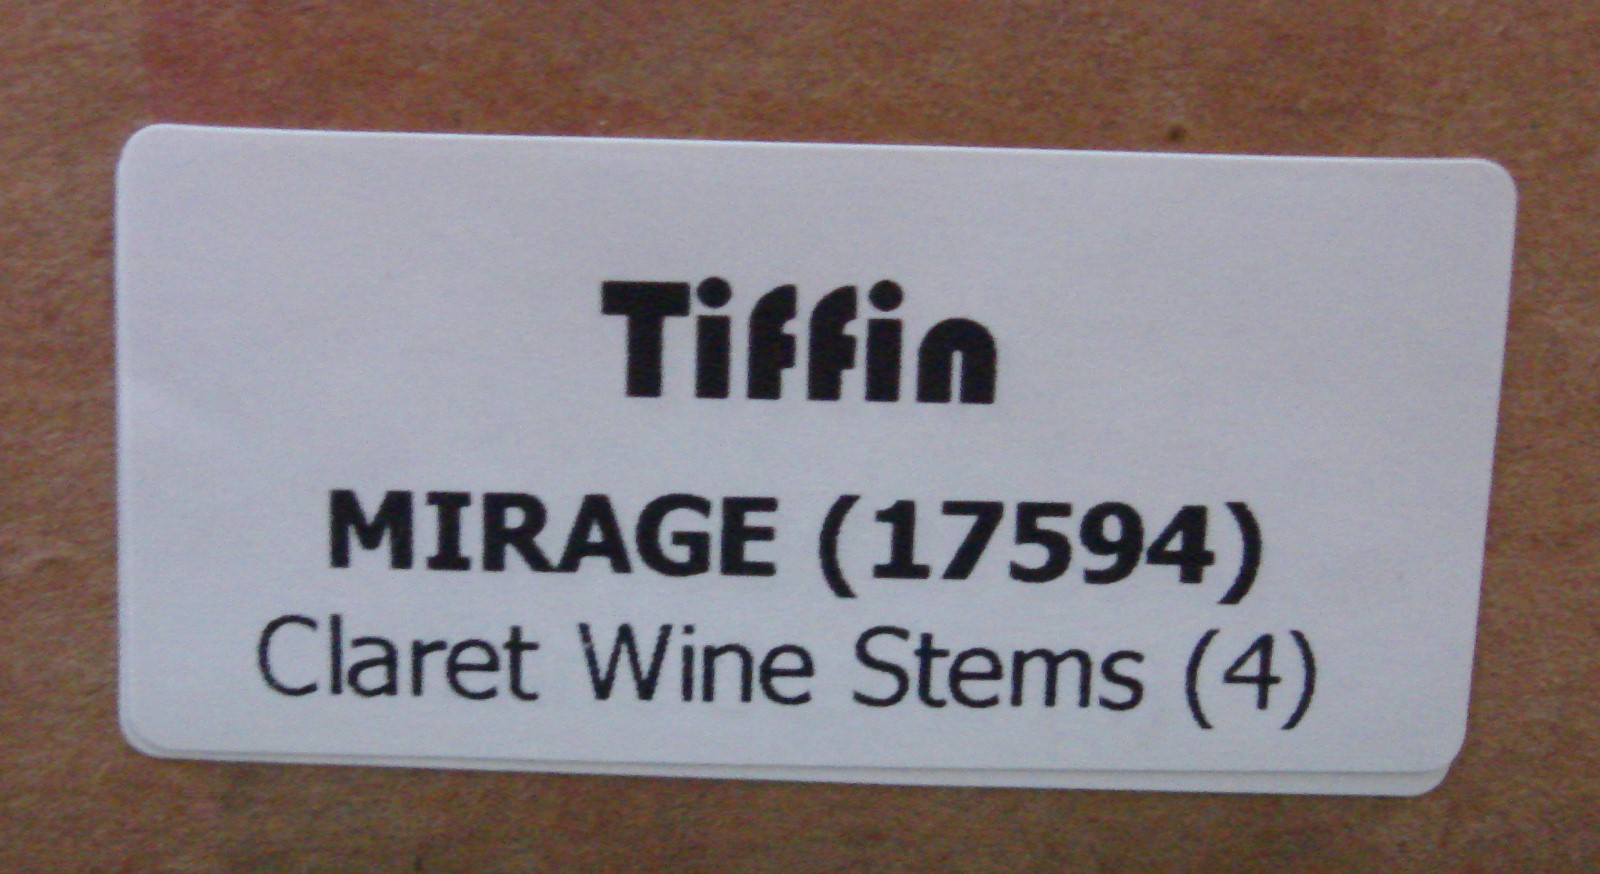 Tiffin
MIRAGE (17594)
Claret Wine Stems (4)